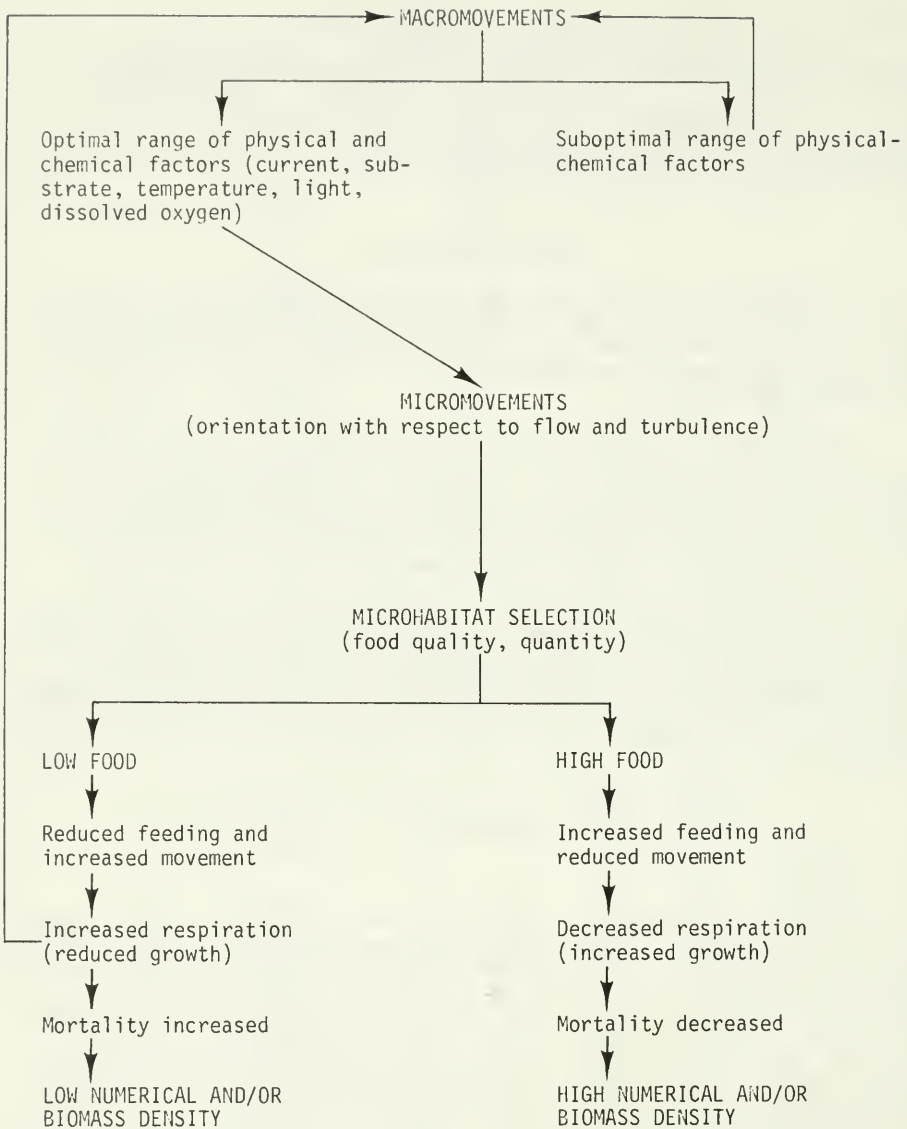 MACROMOVEMENTS
Optimal range of physical and
chemical factors (current, sub-
strate, temperature, light,
dissolved oxygen)
Suboptimal range of physical-
chemical factors
MICROMOVEMENTS
(orientation with respect to flow and turbulence)
MICROHABITAT SELECTION
(food quality, quantity)
LOW FOOD
HIGH FOOD
Reduced feeding and
increased movement
Increased feeding and
reduced movement
Increased respiration
(reduced growth)
Decreased respiration
(increased growth)
Mortality increased
Mortality decreased
LOW NUMERICAL AND/OR
BIOMASS DENSITY
HIGH NUMERICAL AND/OR
BIOMASS DENSITY